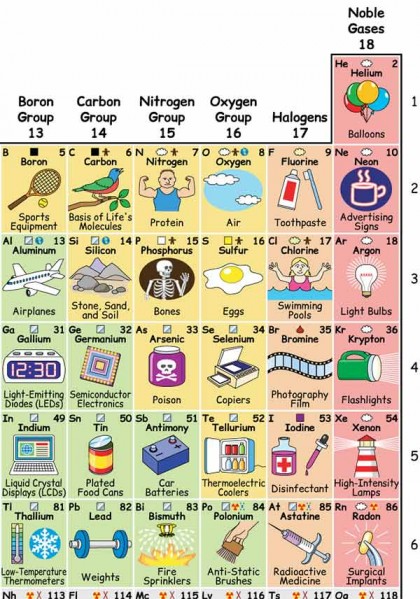 Noble
Gases
18
Boron
Group
13
Carbon
Group
14
Nitrogen
Group
15
Oxygen
Group
16
Halogens
17
He 2
Helium
Balloons
1
B 5
Boron
Sports
Equipment
C 6
Carbon
Basis of Life's
Molecules
N 7
Nitrogen
Protein
O 8
Oxygen
Air
F 9
Fluorine
Toothpaste
Ne 10
Neon
Advertising
Signs
2
Al 13
Aluminum
Airplanes
Si 14
Silicon
Stone, Sand,
and Soil
P 15
Phosphorus
Bones
S 16
Sulfur
Eggs
Cl 17
Chlorine
Swimming
Pools
Ar 18
Argon
Light Bulbs
3
Ga 31
Gallium
12:30
Light-Emitting
Diodes (LEDs)
Ge 32
Germanium
Semiconductor
Electronics
As 33
Arsenic
Poison
Se 34
Selenium
Copiers
Br 35
Bromine
Photography
Film
Kr 36
Krypton
Flashlights
4
In 49
Indium
Liquid Crystal
Displays (LCDs)
Sn 50
Tin
Plated
Food Cans
Sb 51
Antimony
Car
Batteries
Te 52
Tellurium
Thermoelectric
Coolers
I 53
Iodine
Disinfectant
Xe 54
Xenon
High-Intensity
Lamps
5
Tl 81
Thallium
Low-Temperature
Thermometers
Pb 82
Lead
Weights
Bi 83
Bismuth
Fire
Sprinklers
Po 84
Polonium
Anti-Static
Brushes
At 85
Astatine
Radioactive
Medicine
Rn 86
Radon
Surgical
Implants
6
Nh 113
Fl 114
Mc 115
Lv 116
Ts 117
Og 118